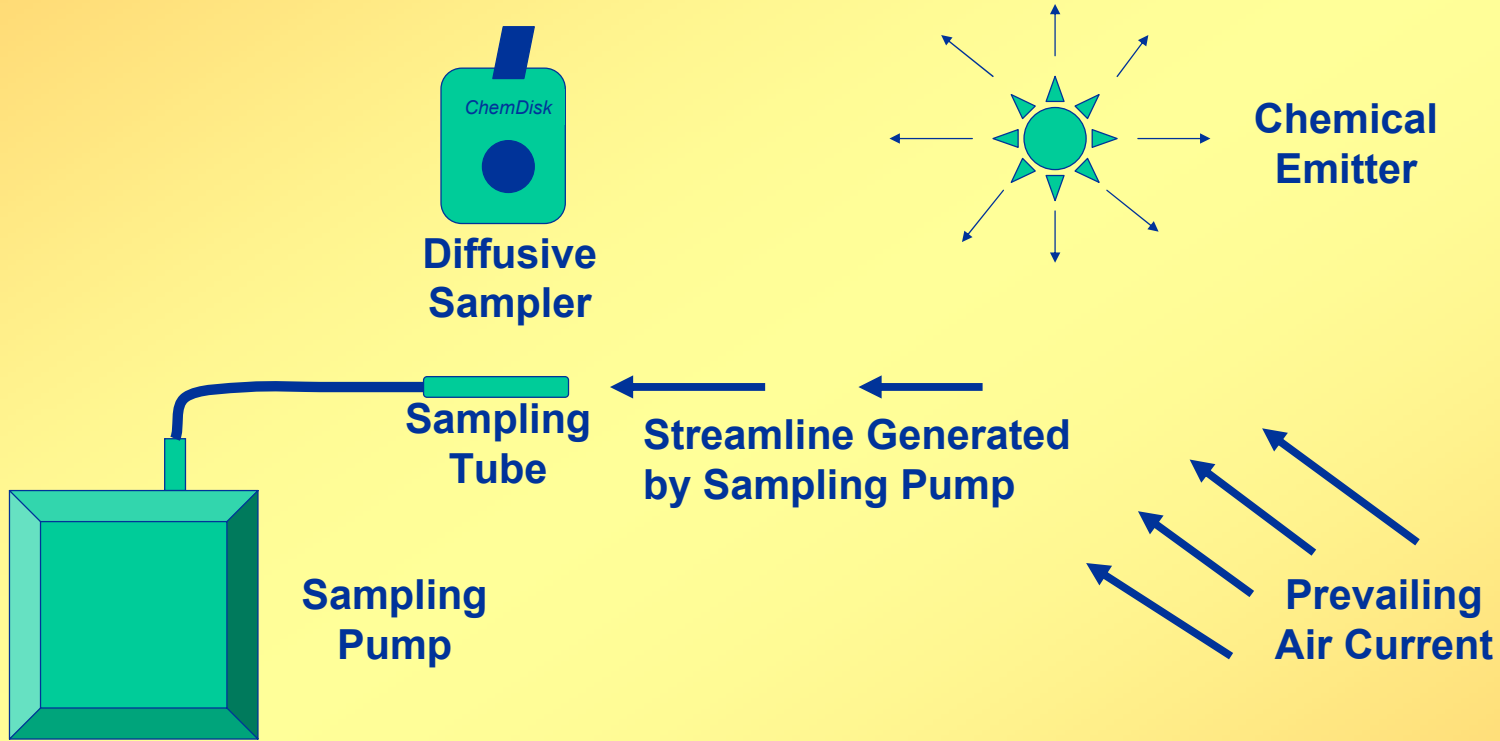 ChemDisk
Diffusive
Sampler
Chemical
Emitter
Sampling
Tube
Streamline Generated
by Sampling Pump
Sampling
Pump
Prevailing
Air Current